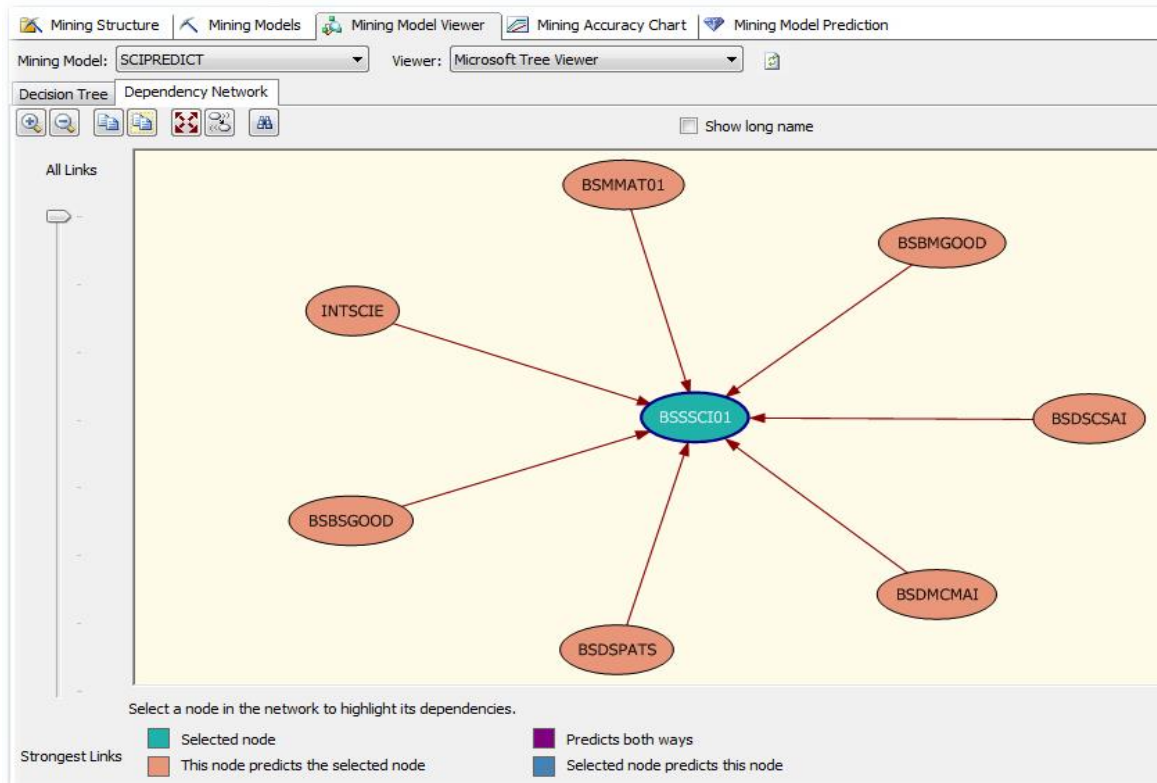 Mining Structure Mining Models Mining Model Viewer Mining Accuracy Chart Mining Model Prediction
Mining Model: SCIPREDICT Viewer: Microsoft Tree Viewer
Decision Tree Dependency Network
Show long name
All Links
BSMMAT01
BSBMGOOD
INTSCIE
BSSSCI01
BSDSCSAI
BSBSGOOD
BSDMCMAI
BSDSPATS
Select a node in the network to highlight its dependencies.
Selected node Predicts both ways
Strongest Links
This node predicts the selected node Selected node predicts this node